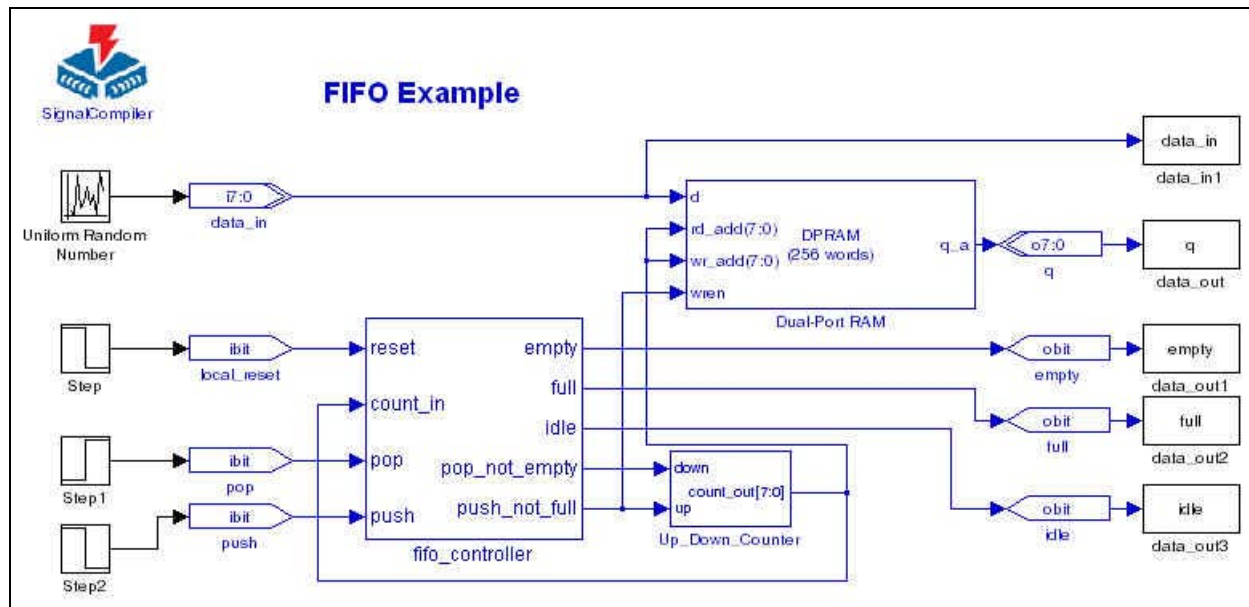 SignalCompiler
FIFO Example
Uniform Random
Number
i7:0
data_in
data_in
data_in1
d
rd_add(7:0)
wr_add(7:0)
wren
DPRAM
(256 words)
q_a
Dual-Port RAM
o7:0
q
q
data_out
Step
ibit
local_reset
Step1
ibit
pop
Step2
ibit
push
reset
count_in
pop
push
empty
full
idle
pop_not_empty
push_not_full
fifo_controller
down
count_out[7:0]
up
Up_Down_Counter
obit
empty
empty
data_out1
obit
full
full
data_out2
obit
idle
idle
data_out3